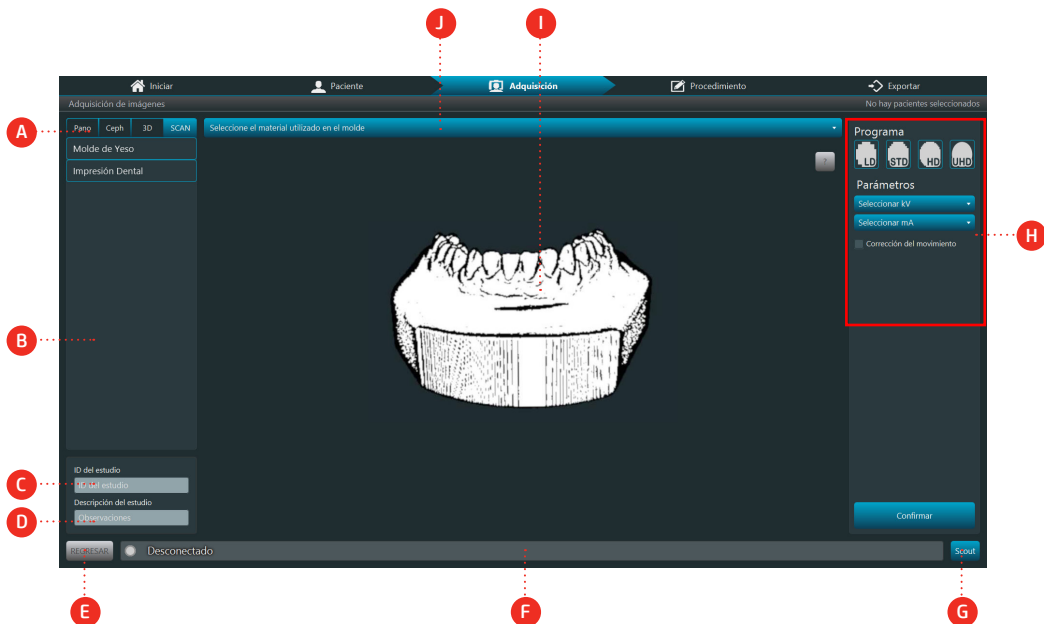 J
I
Iniciar
Paciente
Adquisición
Procedimiento
Exportar
Adquisición de imágenes
No hay pacientes seleccionados
A
Pano
Ceph
3D
SCAN
Seleccione el material utilizado en el molde
Programa
Molde de Yeso
?
LD
STD
HD
UHD
Impresión Dental
Parámetros
Seleccionar kV
Seleccionar mA
H
Corrección del movimiento
B
ID del estudio
C
ID del estudio
Descripción del estudio
D
Observaciones
Confirmar
REGRESAR
Desconectado
Scout
E
F
G